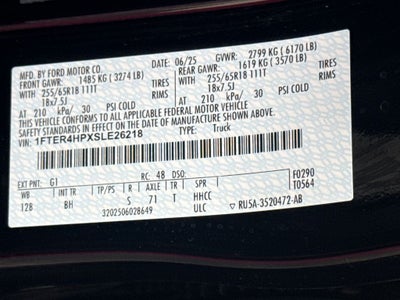 MFD. BY FORD MOTOR CO.
06/25 GVWR: 2799 KG ( 6170 LB)
FRONT GAWR: 1485 KG ( 3274 LB)
REAR GAWR: 1619 KG ( 3570 LB)
WITH 255/65R18 111T TIRES
WITH 255/65R18 111T TIRES
18x7.5J RIMS
18x7.5J RIMS
AT 210 kPaL/ 30 PSI COLD
AT 210 kPaL/ 30 PSI COLD
THIS VEHICLE CONFORMS TO ALL APPLICABLE FEDERAL MOTOR VEHICLE
SAFETY STANDARDS IN EFFECT ON THE DATE OF MANUFACTURE SHOWN ABOVE.
VIN: 1FTER4HPXSLE26218 Type: Truck
EXT PNT: G1 RC: 48 DSO: F0290
WB INT TR TP/PS R AXLE TR SPR T0564
128 BH 5 71 T HHCC
ULC
3202506028649 RU5A-3520472-AB